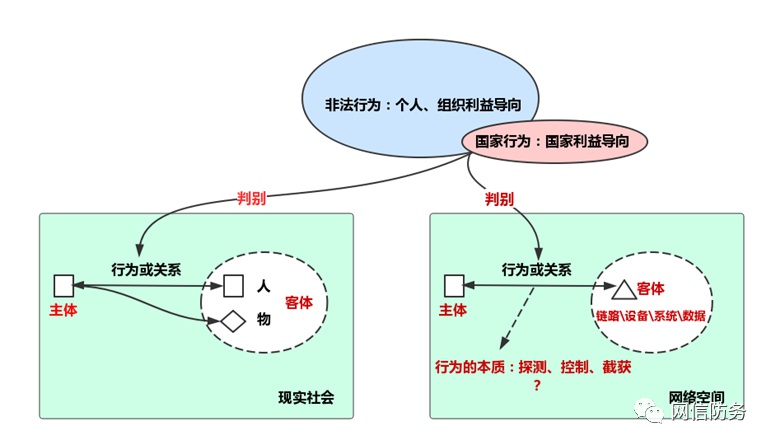 非法行为：个人、组织利益导向
国家行为：国家利益导向
判别
判别
行为或关系
主体
人
客体
物
现实社会
行为或关系
主体
客体
链路\设备\系统\数据
行为的本质：探测、控制、截获
？
网络空间
网信防务